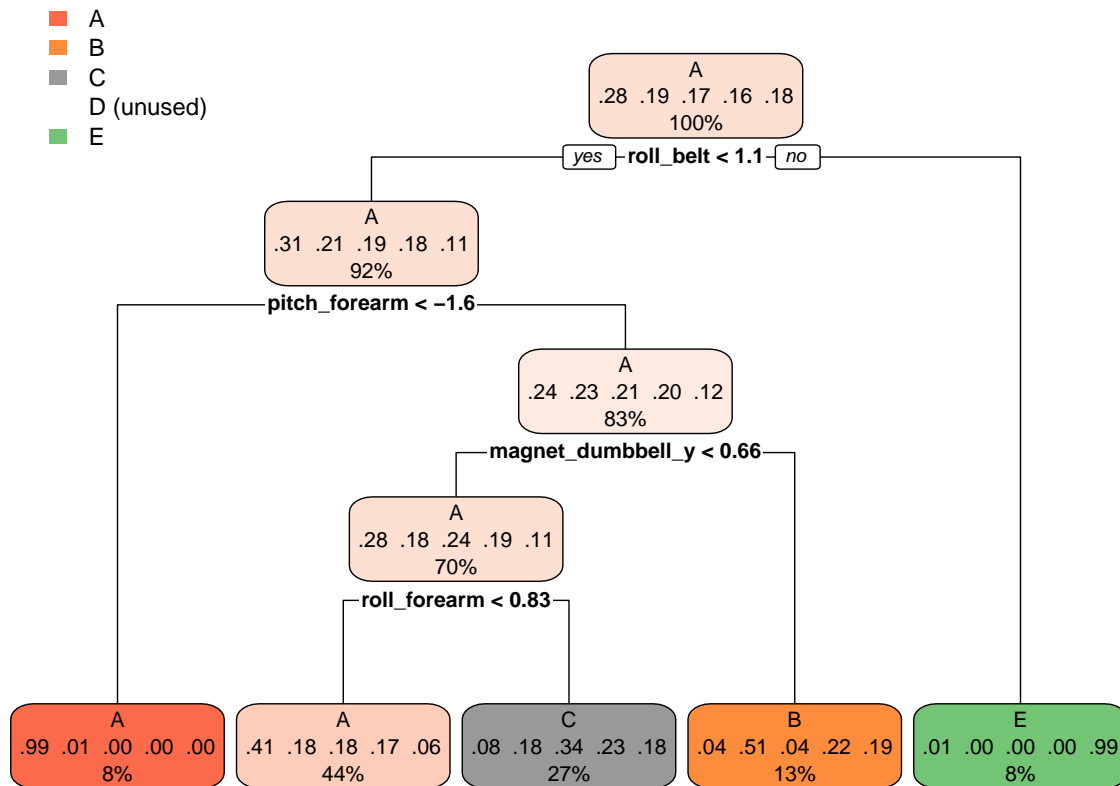 A
B
C
D (unused)
E
A
.28 .19 .17 .16 .18
100%
yes roll_belt < 1.1 no
A
.31 .21 .19 .18 .11
92%
pitch_forearm < −1.6
A
.24 .23 .21 .20 .12
83%
magnet_dumbbell_y < 0.66
A
.28 .18 .24 .19 .11
70%
roll_forearm < 0.83
A
.99 .01 .00 .00 .00
8%
A
.41 .18 .18 .17 .06
44%
C
.08 .18 .34 .23 .18
27%
B
.04 .51 .04 .22 .19
13%
E
.01 .00 .00 .00 .99
8%